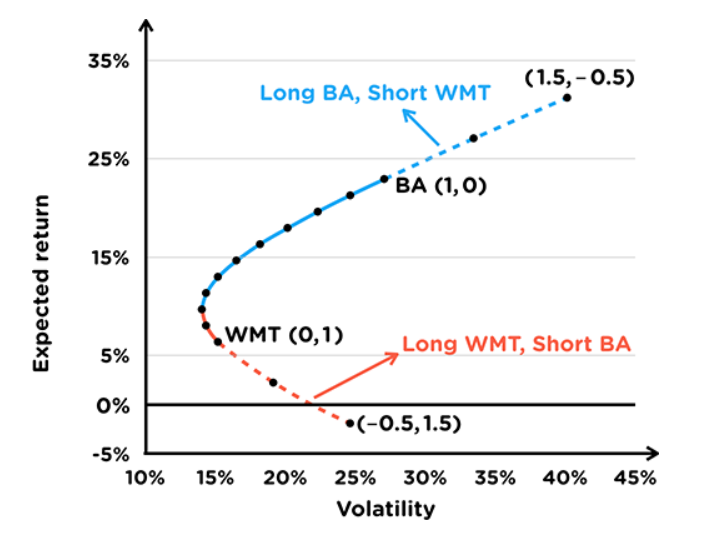 35%
(1.5, – 0.5)
Long BA, Short WMT
25%
BA (1, 0)
15%
WMT (0, 1)
Long WMT, Short BA
5%
0%
(–0.5, 1.5)
-5%
10% 15% 20% 25% 30% 35% 40% 45%
Volatility
Expected return